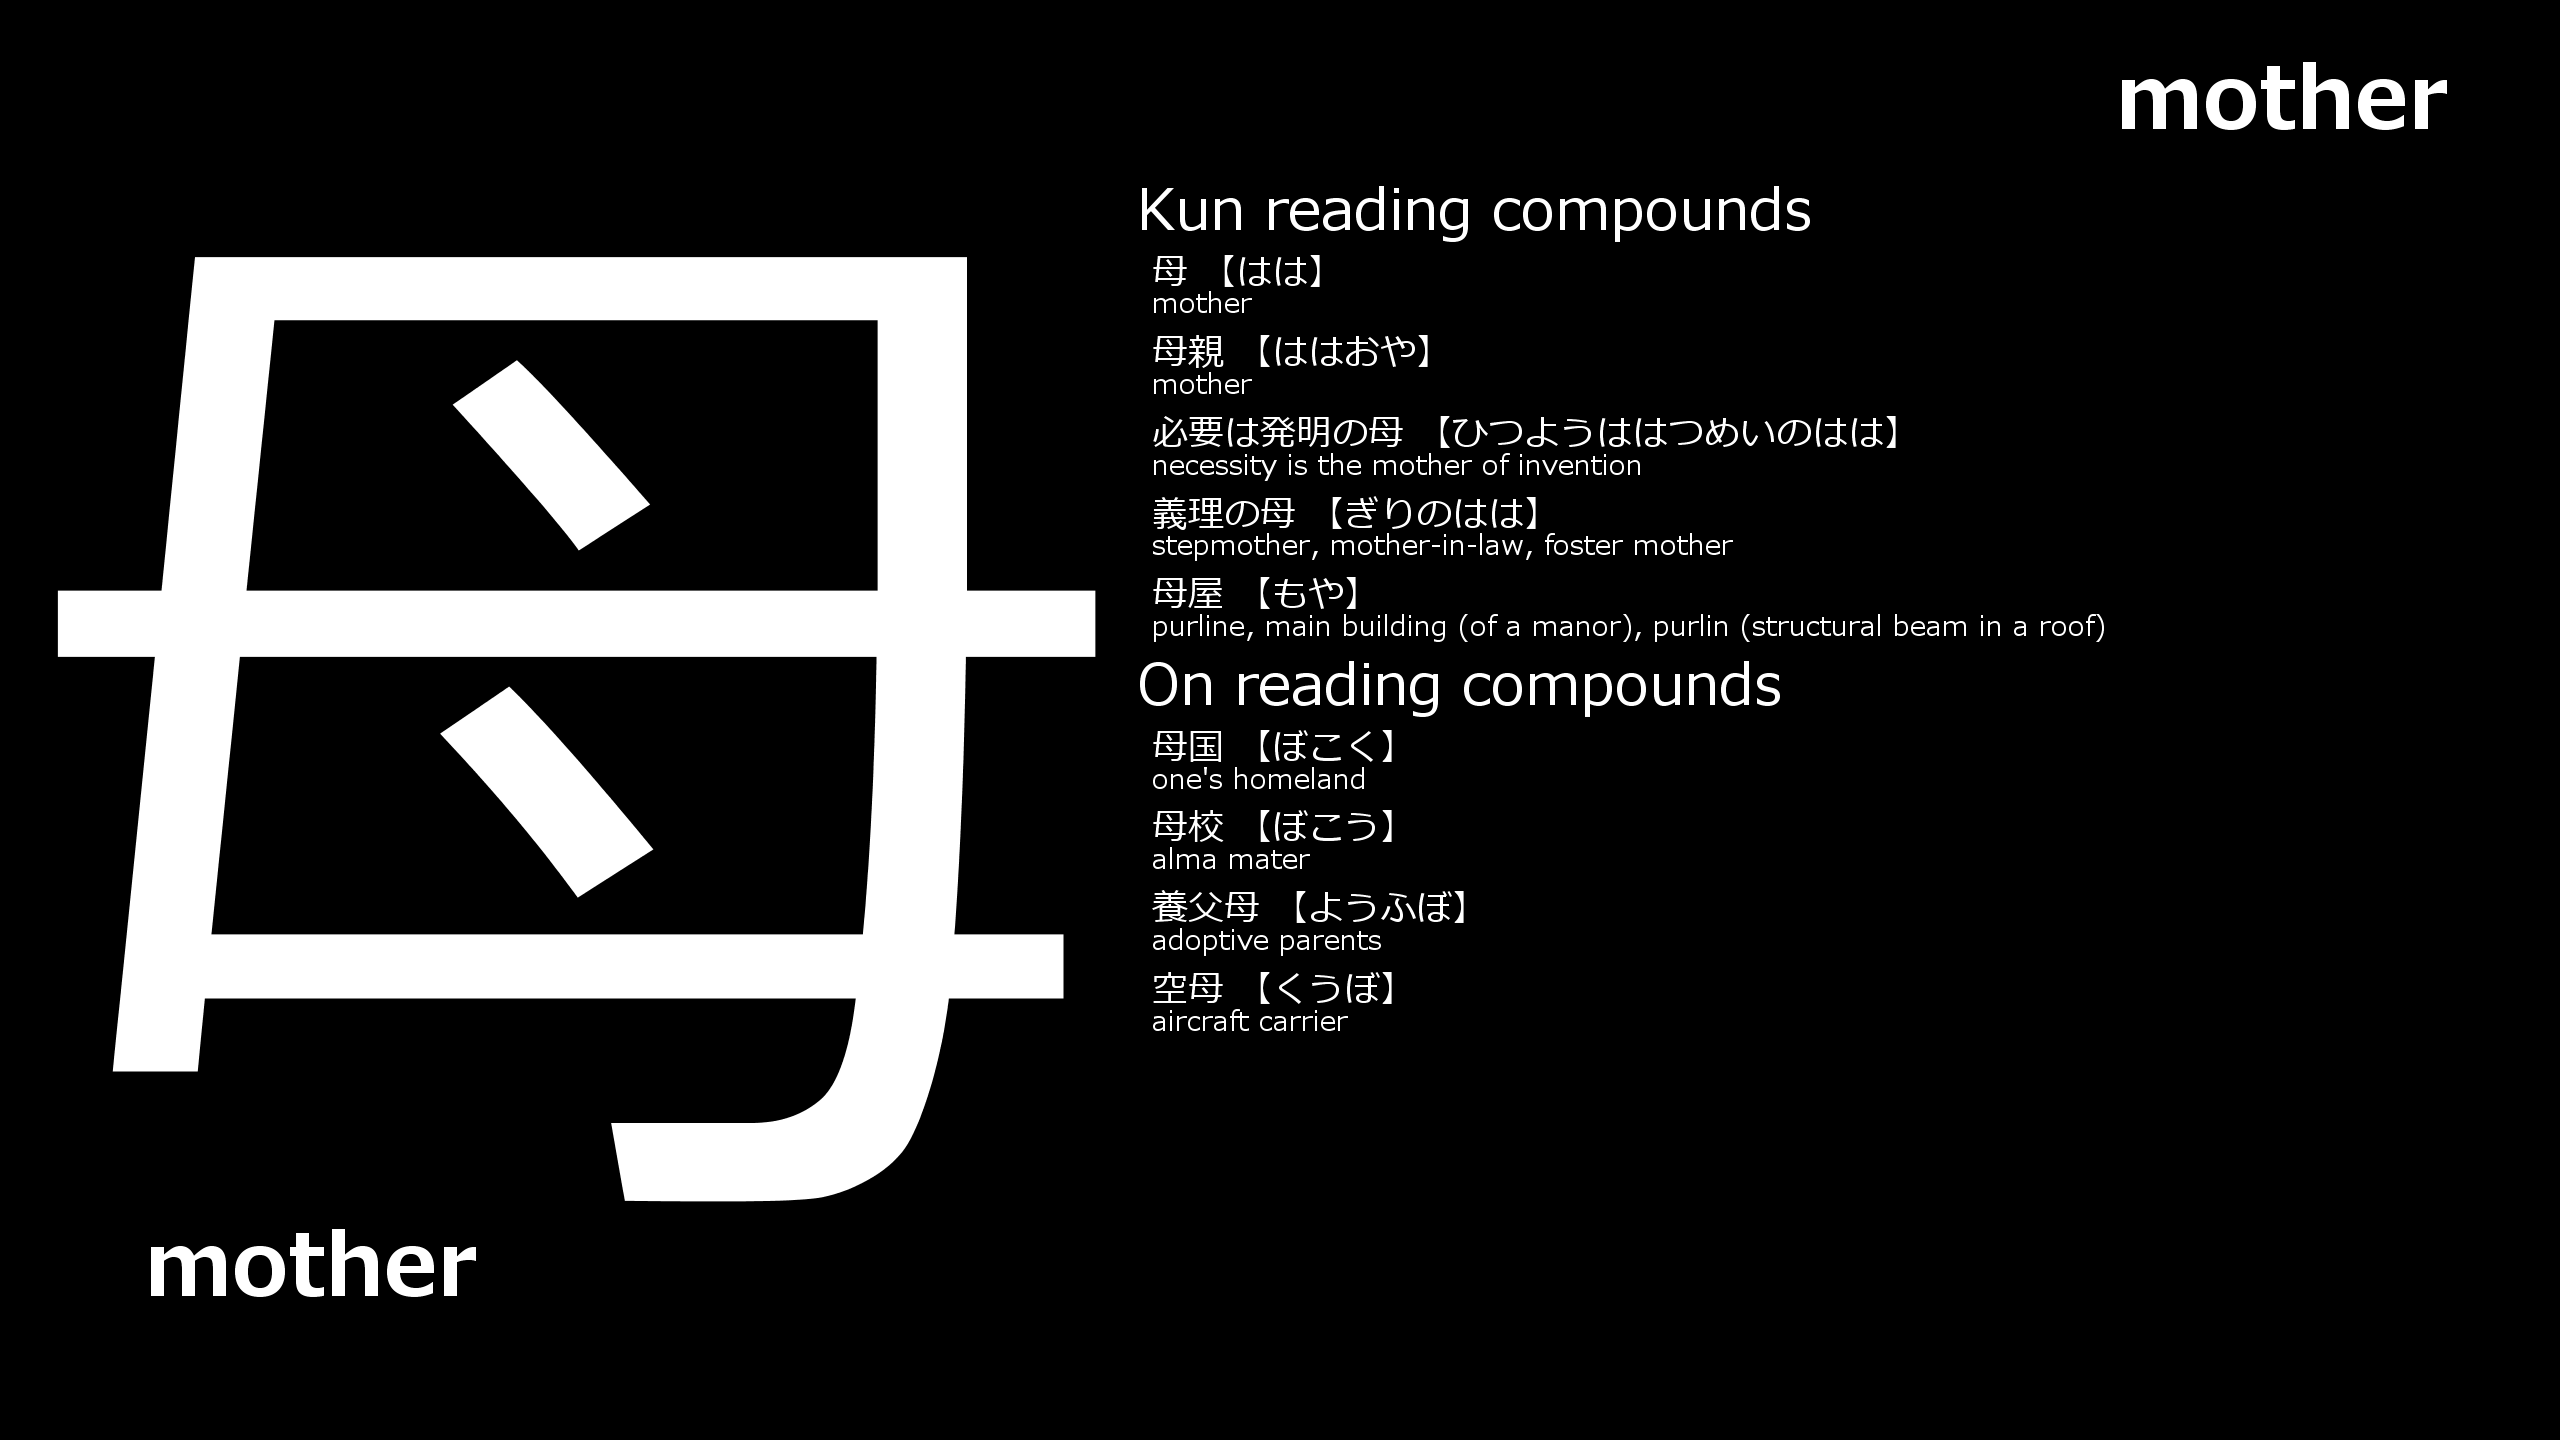 mother
母
mother
Kun reading compounds
母 【はは】
mother
母親 【ははおや】
mother
必要は発明の母 【ひつようははつめいのはは】
necessity is the mother of invention
義理の母 【ぎりのはは】
stepmother, mother-in-law, foster mother
母屋 【もや】
purline, main building (of a manor), purlin (structural beam in a roof)
On reading compounds
母国 【ぼこく】
one's homeland
母校 【ぼこう】
alma mater
養父母 【ようふぼ】
adoptive parents
空母 【くうぼ】
aircraft carrier